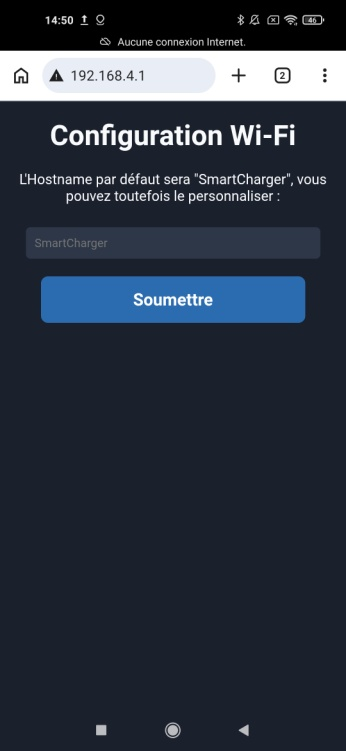 14:50
46
Aucune connexion Internet.
192.168.4.1
2
Configuration Wi-Fi
L'Hostname par défaut sera "SmartCharger", vous
pouvez toutefois le personnaliser :
SmartCharger
Soumettre